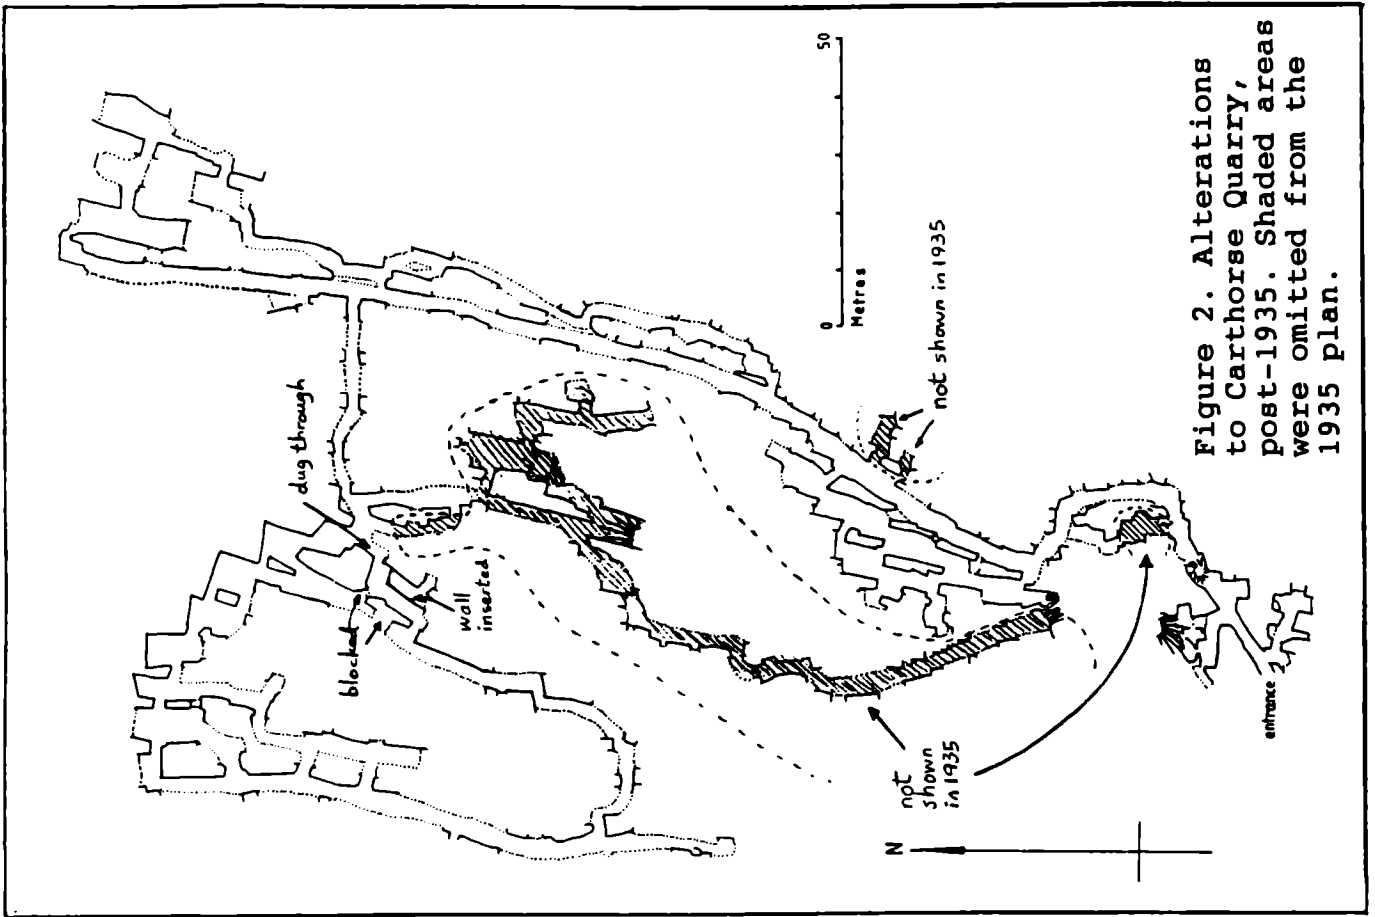 Figure 2. Alterations
to Carthorse Quarry,
post-1935. Shaded areas
were omitted from the
1935 plan.
0
50
Metres
dug through
blocked
wall
inserted
not shown in 1935
not
shown
in 1935
entrance
N